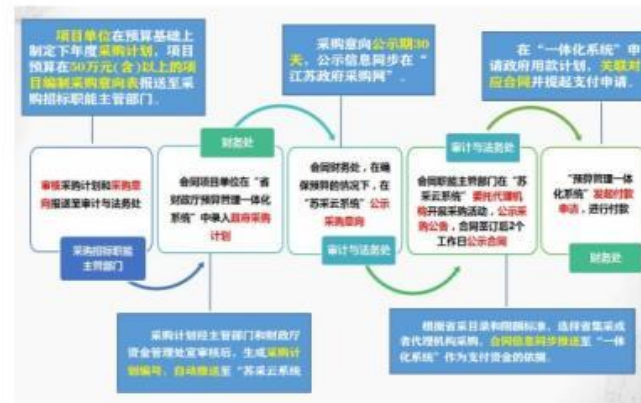 项目单位在预算基础上
制定下年度采购计划，项目
预算在50万元(含)以上的项
目编制采购意向表报送至采
购招标职能主管部门。
采购意向公示期30
天，公示信息同步在“
江苏政府采购网”。
在“一体化系统”申
请政府用款计划，关联对
应合同并提起支付申请。
财务处
审计与法务处
审核采购计划和采购意
向报送至审计与法务处
会同项目单位在“省
财政厅预算管理一体化
系统”中录入政府采购
计划
会同财务处，在确
保预算的情况下，在
“苏采云系统”公示
采购意向
会同职能主管部门在“苏
采云系统”委托代理机
构开展采购活动，公示采
购公告，合同签订后2个
工作日公示合同
“预算管理一体
化系统”发起付款
申请，进行付款
采购招标职能
主管部门
审计与法务处
财务处
采购计划经主管部门和财政厅
资金管理处室审核后，生成采购计
划编号，自动推送至“苏采云系统
根据省采目录和限额标准，选择省集采或
者代理机构采购，合同信息同步推送至“一体
化系统”作为支付资金的依据。